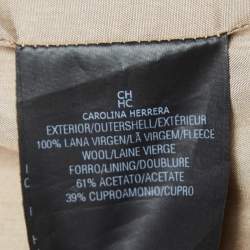 CH
HC
CAROLINA HERRERA
EXTERIOR/OUTERSHELL/EXTÉRIEUR
100% LANA VIRGEN/LÃ VIRGEM/FLEECE
WOOL/LAINE VIERGE
FORRO/LINING/DOUBLURE
61% ACETATO/ACETATE
39% CUPROAMONIO/CUPRO